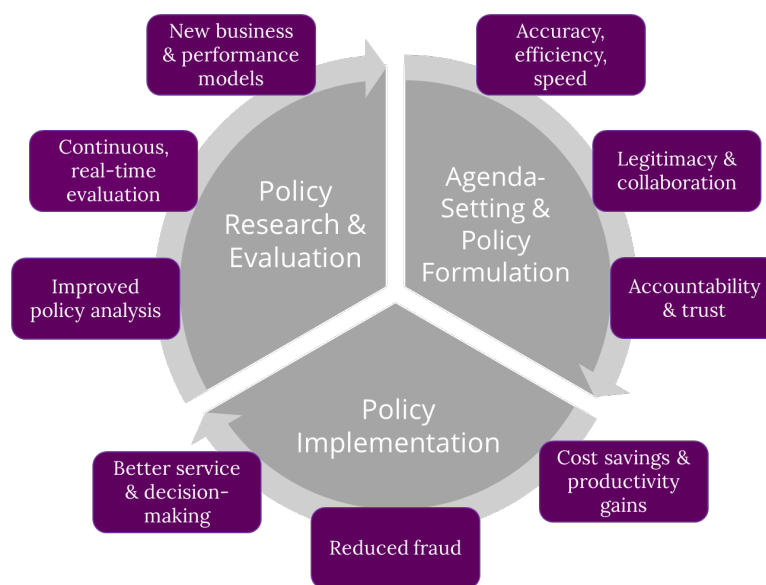 New business
& performance
models
Accuracy,
efficiency,
speed
Continuous,
real-time
evaluation
Legitimacy &
collaboration
Policy
Research &
Evaluation
Agenda-
Setting &
Policy
Formulation
Improved
policy analysis
Accountability
& trust
Policy
Implementation
Better service
& decision-
making
Cost savings &
productivity
gains
Reduced fraud